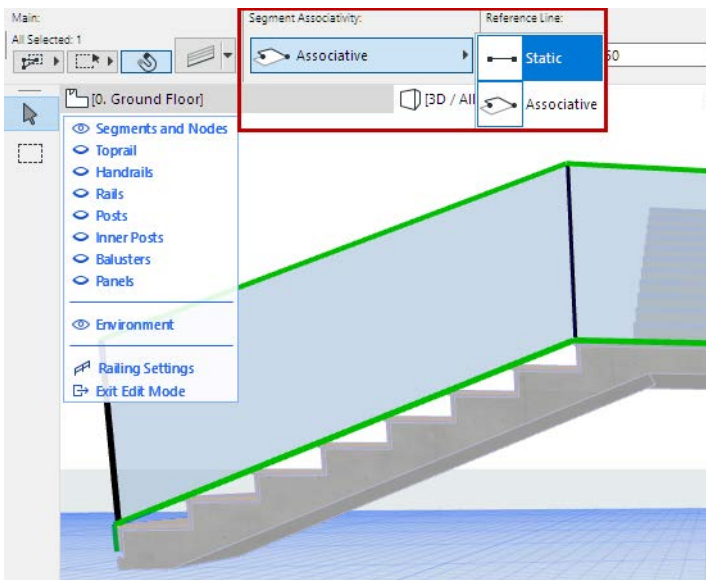 Main:
Segment Associativity:
Reference Line:
All Selected: 1
Associative
Static
Associative
[0. Ground Floor]
[3D / All
Segments and Nodes
Toprail
Handrails
Rails
Posts
Inner Posts
Balusters
Panels
Environment
Railing Settings
Exit Edit Mode